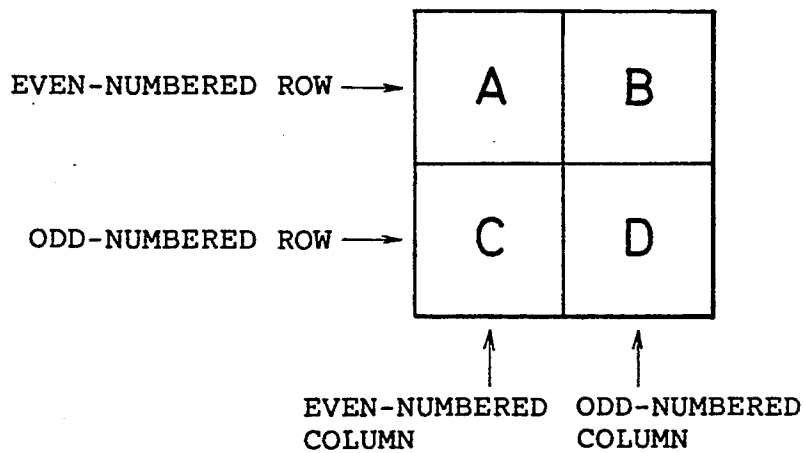 EVEN-NUMBERED ROW
A
B
ODD-NUMBERED ROW
C
D
EVEN-NUMBERED
COLUMN
ODD-NUMBERED
COLUMN